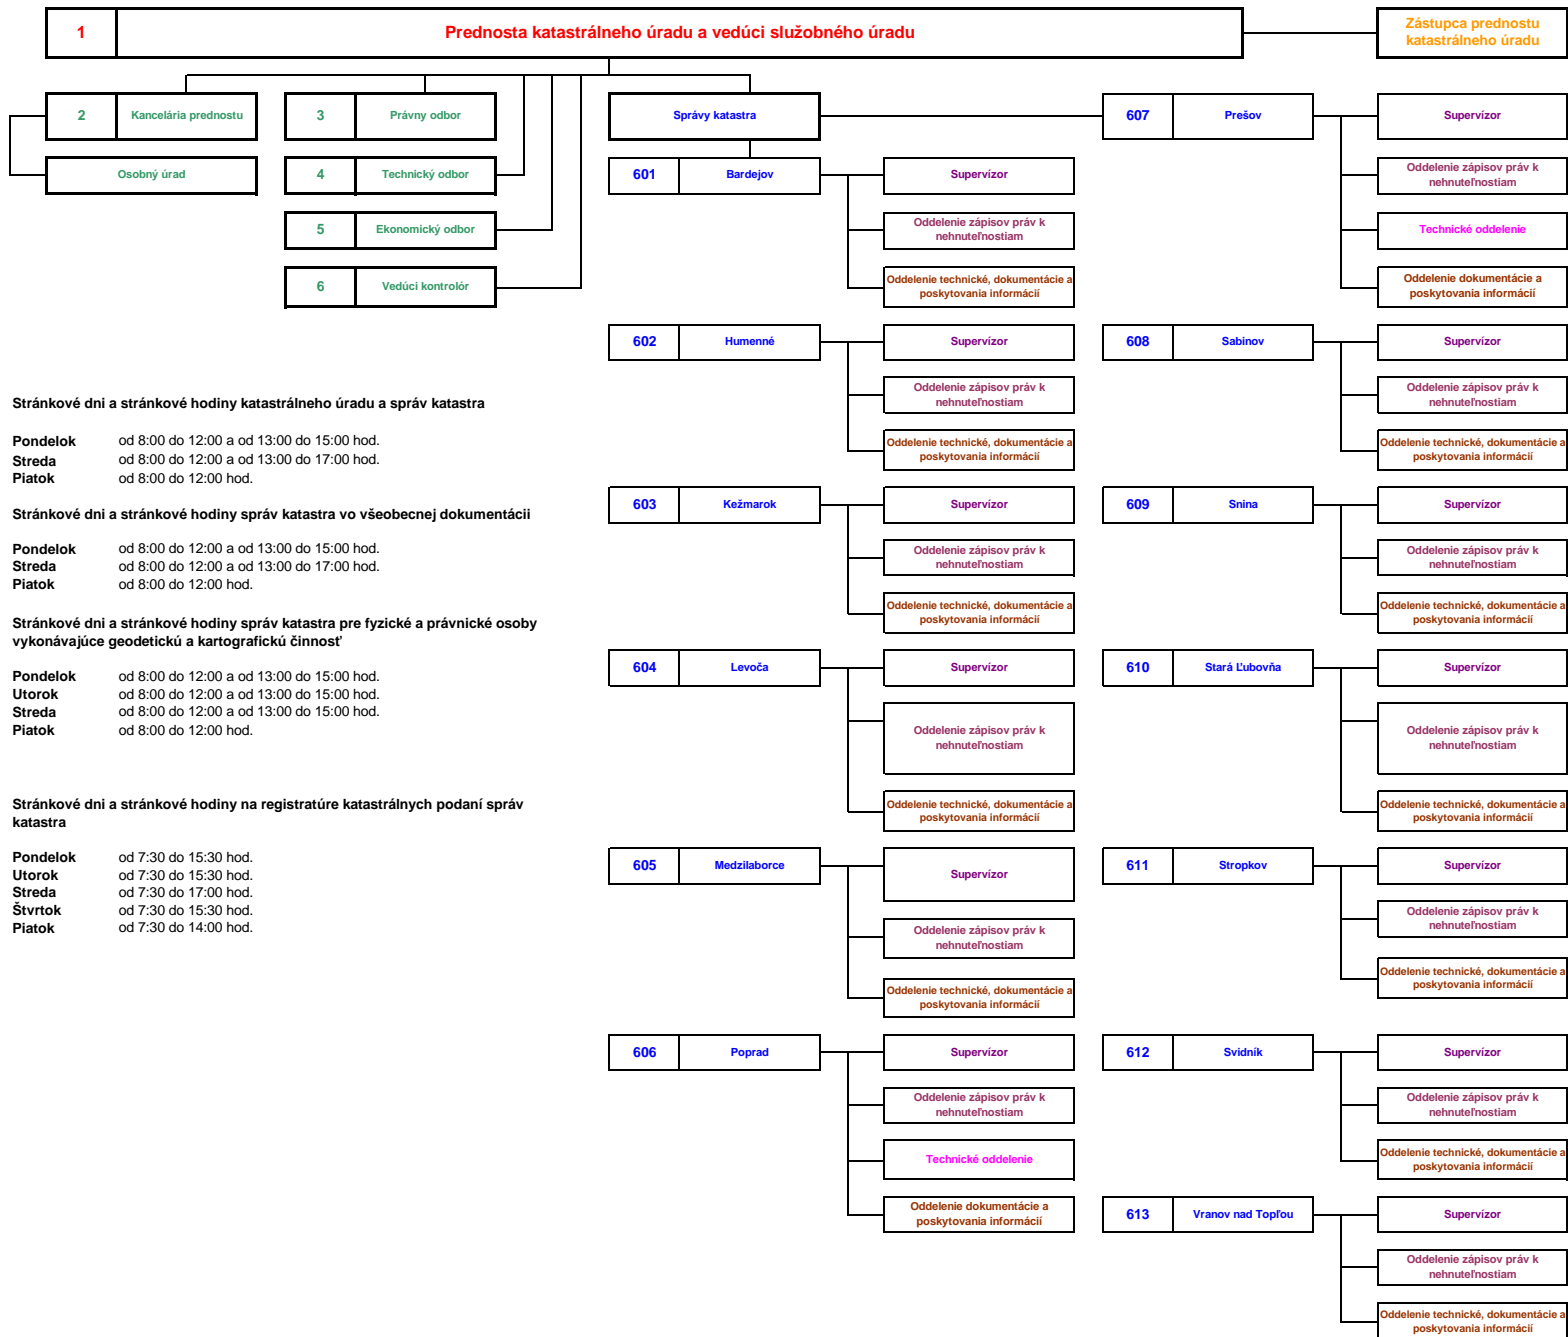 1
Prednosta katastrálneho úradu a vedúci služobného úradu
Zástupca prednostu
katastrálneho úradu
2
Kancelária prednostu
Osobný úrad
3
Právny odbor
4
Technický odbor
5
Ekonomický odbor
6
Vedúci kontrolór
Stránkové dni a stránkové hodiny katastrálneho úradu a správ katastra
Pondelok od 8:00 do 12:00 a od 13:00 do 15:00 hod.
Streda od 8:00 do 12:00 a od 13:00 do 17:00 hod.
Piatok od 8:00 do 12:00 hod.
Stránkové dni a stránkové hodiny správ katastra vo všeobecnej dokumentácii
Pondelok od 8:00 do 12:00 a od 13:00 do 15:00 hod.
Streda od 8:00 do 12:00 a od 13:00 do 17:00 hod.
Piatok od 8:00 do 12:00 hod.
Stránkové dni a stránkové hodiny správ katastra pre fyzické a právnické osoby
vykonávajúce geodetickú a kartografickú činnosť
Pondelok od 8:00 do 12:00 a od 13:00 do 15:00 hod.
Utorok od 8:00 do 12:00 a od 13:00 do 15:00 hod.
Streda od 8:00 do 12:00 a od 13:00 do 15:00 hod.
Piatok od 8:00 do 12:00 hod.
Stránkové dni a stránkové hodiny na registratúre katastrálnych podaní správ
katastra
Pondelok od 7:30 do 15:30 hod.
Utorok od 7:30 do 15:30 hod.
Streda od 7:30 do 17:00 hod.
Štvrtok od 7:30 do 15:30 hod.
Piatok od 7:30 do 14:00 hod.
Správy katastra
601
Bardejov
Supervízor
Oddelenie zápisov práv k
nehnuteľnostiam
Oddelenie technické, dokumentácie a
poskytovania informácií
602
Humenné
Supervízor
Oddelenie zápisov práv k
nehnuteľnostiam
Oddelenie technické, dokumentácie a
poskytovania informácií
603
Kežmarok
Supervízor
Oddelenie zápisov práv k
nehnuteľnostiam
Oddelenie technické, dokumentácie a
poskytovania informácií
604
Levoča
Supervízor
Oddelenie zápisov práv k
nehnuteľnostiam
Oddelenie technické, dokumentácie a
poskytovania informácií
605
Medzilaborce
Supervízor
Oddelenie zápisov práv k
nehnuteľnostiam
Oddelenie technické, dokumentácie a
poskytovania informácií
606
Poprad
Supervízor
Oddelenie zápisov práv k
nehnuteľnostiam
Technické oddelenie
Oddelenie dokumentácie a
poskytovania informácií
607
Prešov
Supervízor
Oddelenie zápisov práv k
nehnuteľnostiam
Technické oddelenie
Oddelenie dokumentácie a
poskytovania informácií
608
Sabinov
Supervízor
Oddelenie zápisov práv k
nehnuteľnostiam
Oddelenie technické, dokumentácie a
poskytovania informácií
609
Snina
Supervízor
Oddelenie zápisov práv k
nehnuteľnostiam
Oddelenie technické, dokumentácie a
poskytovania informácií
610
Stará Ľubovňa
Supervízor
Oddelenie zápisov práv k
nehnuteľnostiam
Oddelenie technické, dokumentácie a
poskytovania informácií
611
Stropkov
Supervízor
Oddelenie zápisov práv k
nehnuteľnostiam
Oddelenie technické, dokumentácie a
poskytovania informácií
612
Svidník
Supervízor
Oddelenie zápisov práv k
nehnuteľnostiam
Oddelenie technické, dokumentácie a
poskytovania informácií
613
Vranov nad Topľou
Supervízor
Oddelenie zápisov práv k
nehnuteľnostiam
Oddelenie technické, dokumentácie a
poskytovania informácií